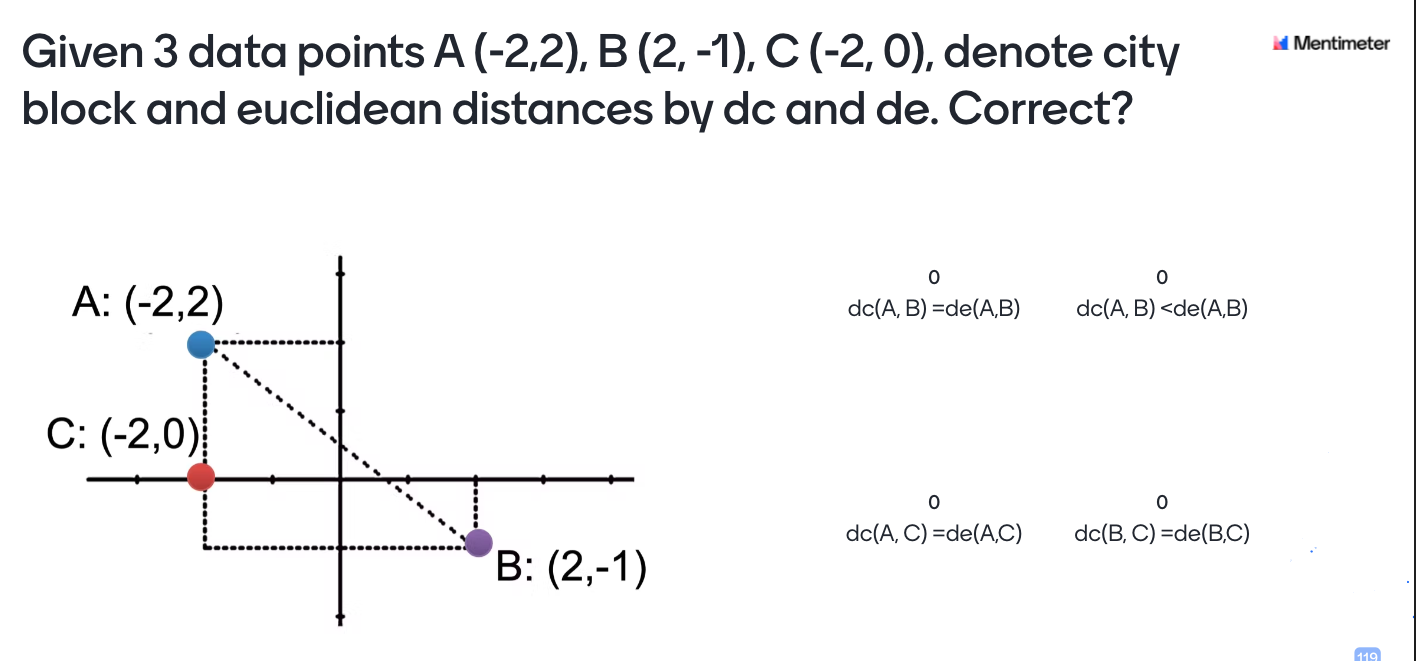 Given 3 data points A (-2,2), B (2, -1), C (-2, 0), denote city
block and euclidean distances by dc and de. Correct?
Mentimeter
A: (-2,2)
C: (-2,0)
B: (2,-1)
0
dc(A, B) =de(A,B)
0
dc(A, B) <de(A,B)
0
dc(A, C) =de(A,C)
0
dc(B, C) =de(B,C)
119